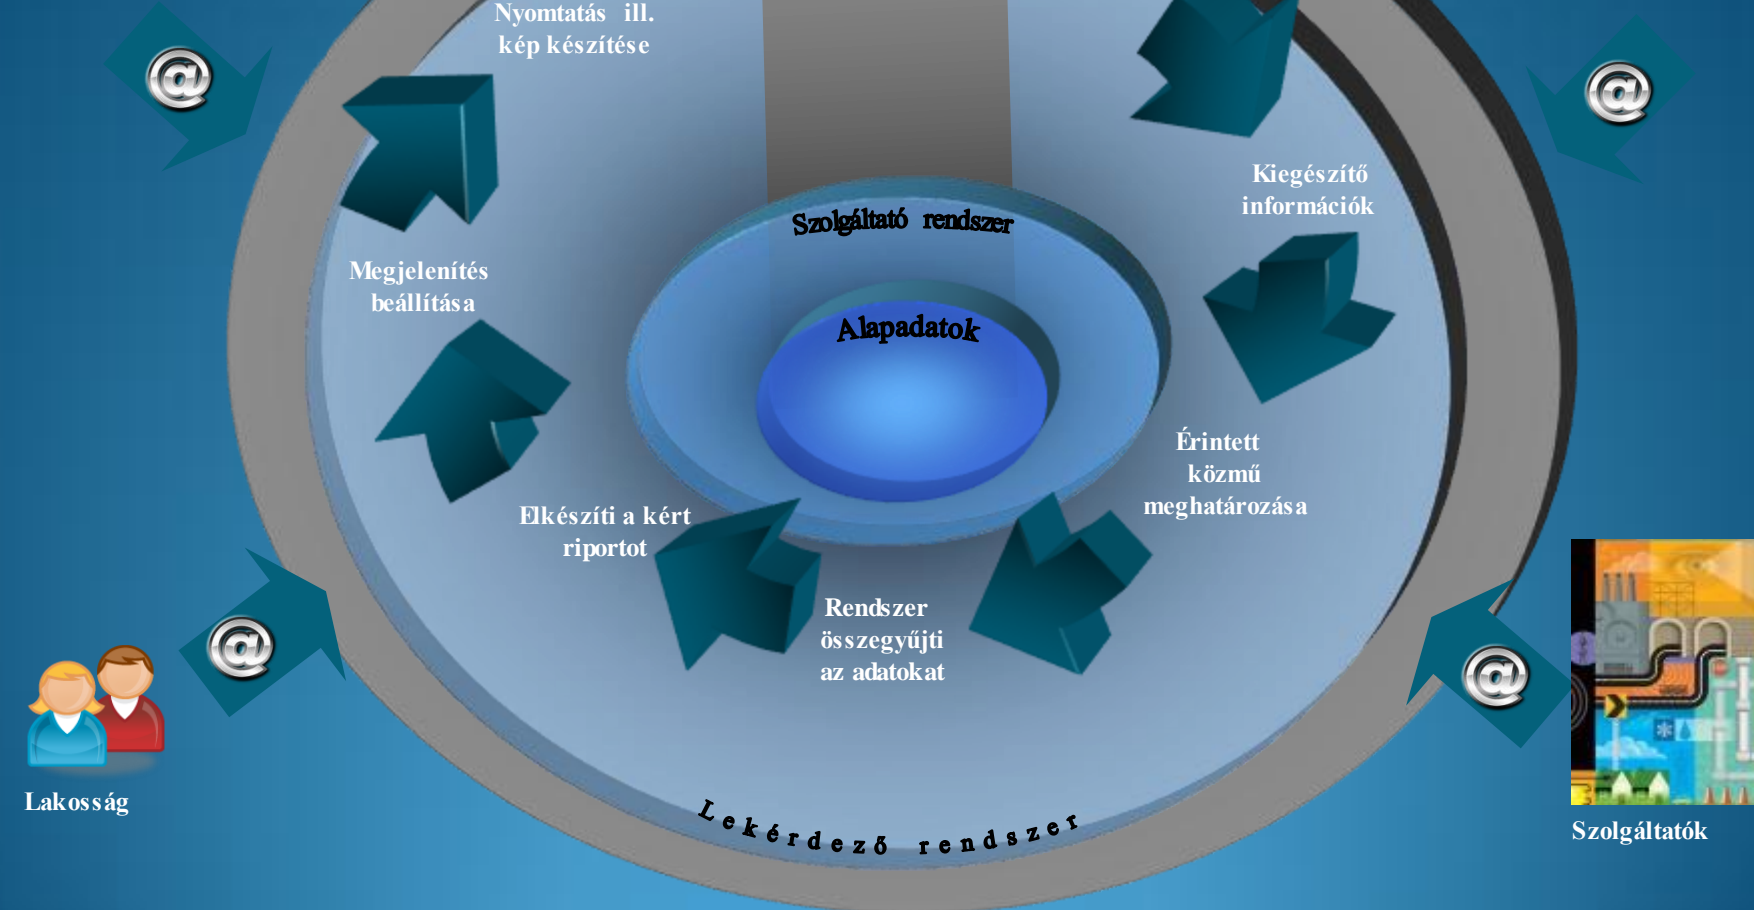 Nyomtatás ill.
kép készítése
Kiegészítő
információk
Szolgáltató rendszer
Megjelenítés
beállítása
Alapadatok
Érintett
közmű
meghatározása
Elkészíti a kért
riportot
Rendszer
összegyűjti
az adatokat
Lakosság
Lekérdező rendszer
Szolgáltatók
@
@
@
@